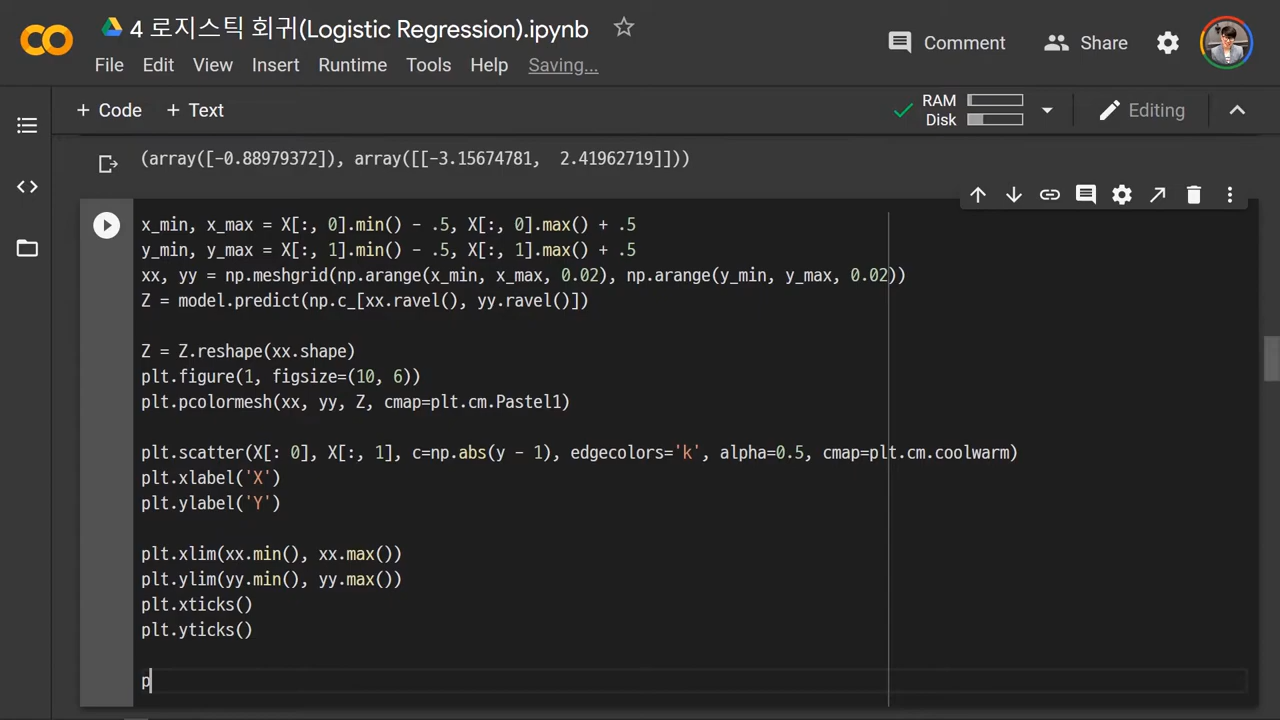 4 로지스틱 회귀(Logistic Regression).ipynb
Comment
Share
File Edit View Insert Runtime Tools Help Saving...
+ Code + Text
RAM
Disk
Editing
(array([-0.88979372]), array([[-3.15674781, 2.41962719]]))
x_min, x_max = X[:, 0].min() - .5, X[:, 0].max() + .5
y_min, y_max = X[:, 1].min() - .5, X[:, 1].max() + .5
xx, yy = np.meshgrid(np.arange(x_min, x_max, 0.02), np.arange(y_min, y_max, 0.02))
Z = model.predict(np.c_[xx.ravel(), yy.ravel()])
Z = Z.reshape(xx.shape)
plt.figure(1, figsize=(10, 6))
plt.pcolormesh(xx, yy, Z, cmap=plt.cm.Pastel1)
plt.scatter(X[: 0], X[:, 1], c=np.abs(y - 1), edgecolors='k', alpha=0.5, cmap=plt.cm.coolwarm)
plt.xlabel('X')
plt.ylabel('Y')
plt.xlim(xx.min(), xx.max())
plt.ylim(yy.min(), yy.max())
plt.xticks()
plt.yticks()
p